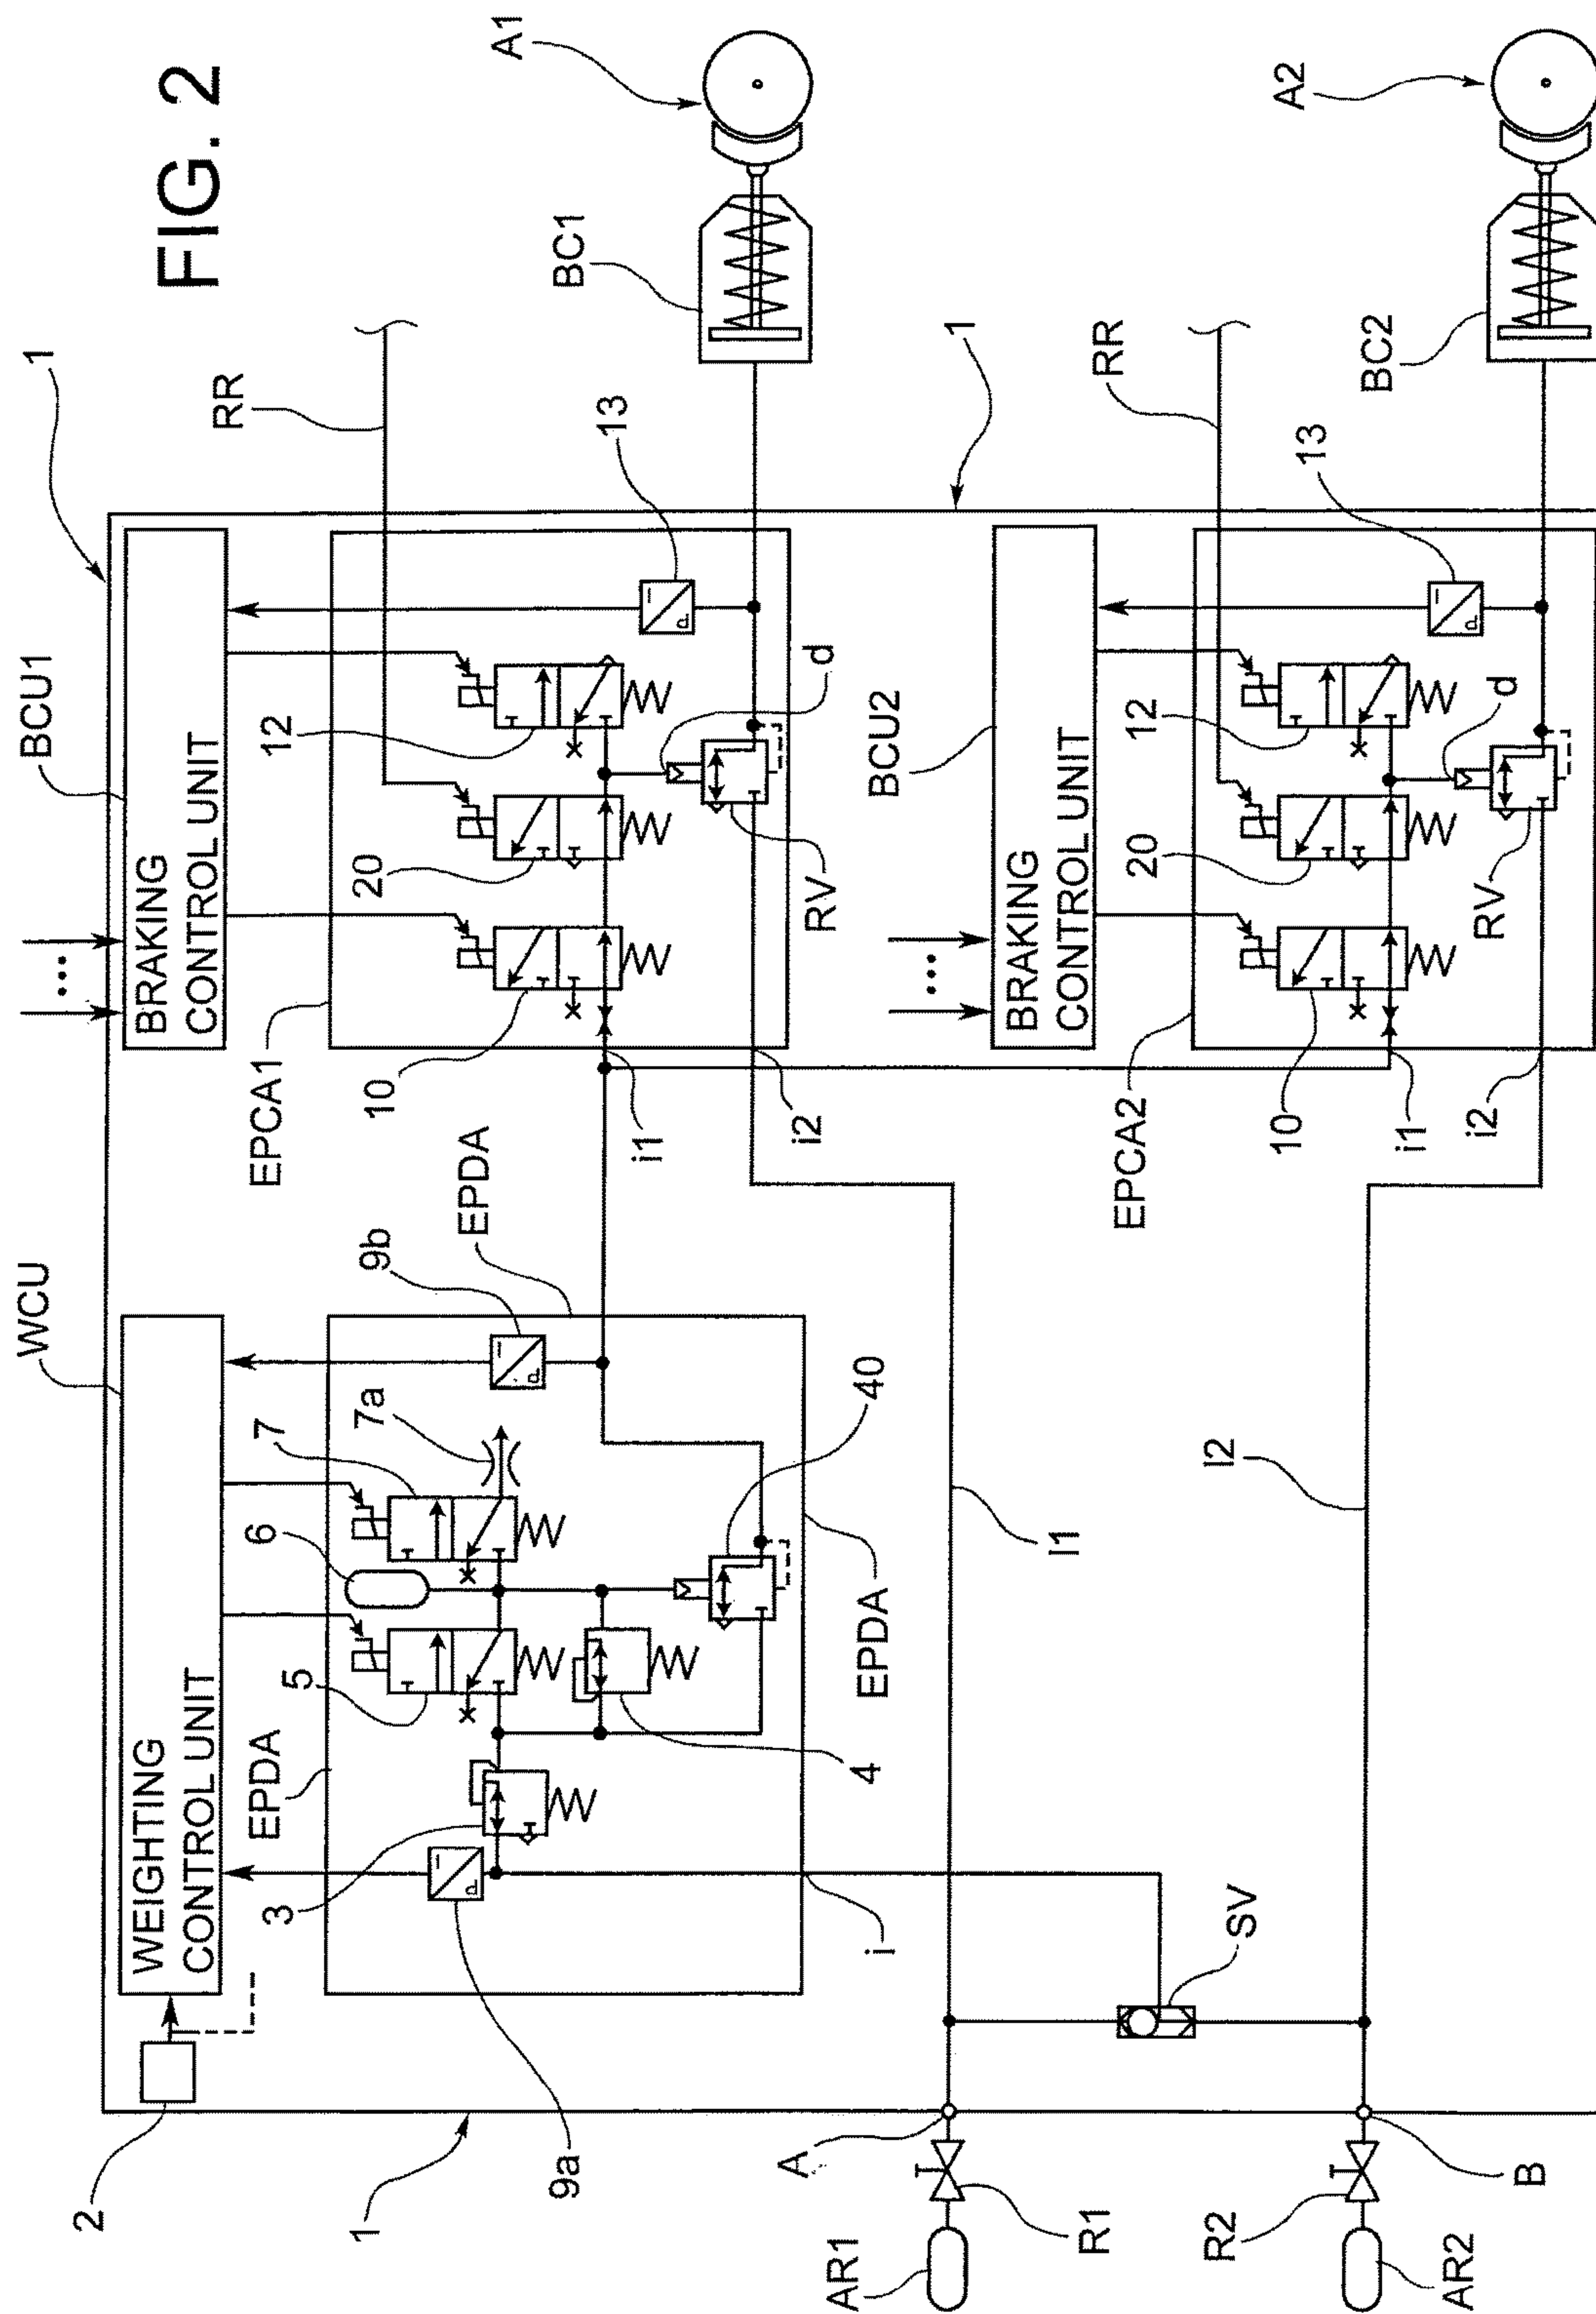 FIG. 2
1
BCU1
BRAKING
CONTROL UNIT
RR
EPCA1
10
20
12
13
d
RV
i1
i2
BC1
A1
1
BCU2
BRAKING
CONTROL UNIT
RR
EPCA2
10
20
12
13
d
RV
i1
i2
BC2
A2
WCU
WEIGHTING
CONTROL UNIT
2
EPDA
EPDA
EPDA
9a
3
5
6
7
7a
9b
4
40
i
l1
l2
SV
1
A
B
R1
R2
AR1
AR2